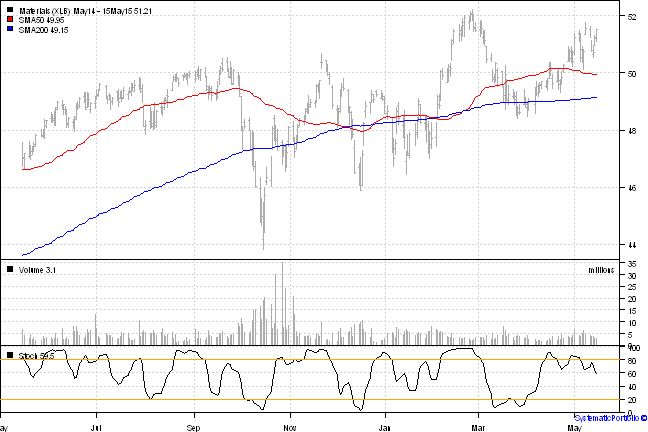 Materials (XLB) May14 - 15May15 51.21
SMA50 49.95
SMA200 49.15
52
50
48
46
44
Volume 3.1
millions
35
30
25
20
15
10
5
0
Stoch 59.5
100
80
60
40
20
0
ay Jul Sep Nov Jan Mar May
SystematicPortfolio ©